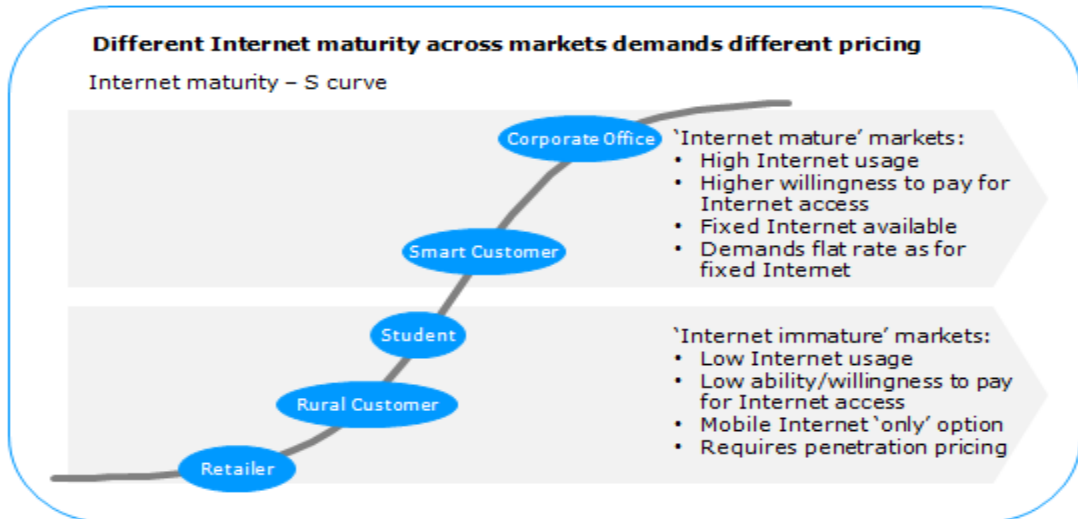 Different Internet maturity across markets demands different pricing
Internet maturity – S curve
Corporate Office
‘Internet mature’ markets:
• High Internet usage
• Higher willingness to pay for
Internet access
• Fixed Internet available
• Demands flat rate as for
fixed Internet
Smart Customer
Student
‘Internet immature’ markets:
• Low Internet usage
• Low ability/willingness to pay
for Internet access
• Mobile Internet ‘only’ option
• Requires penetration pricing
Rural Customer
Retailer